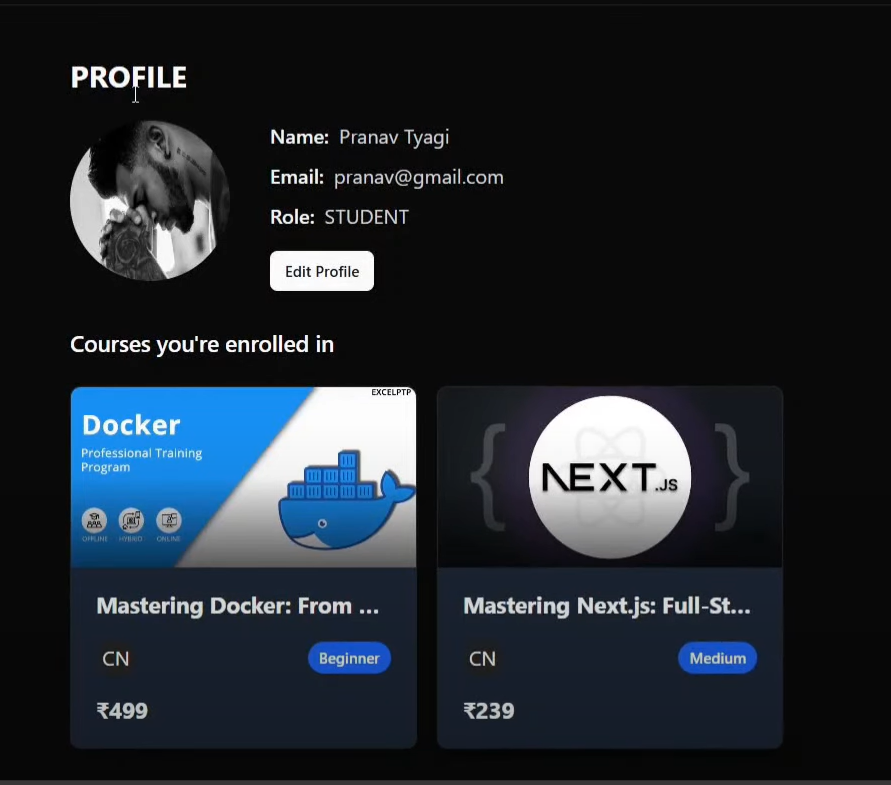 PROFILE
Name: Pranav Tyagi
Email: pranav@gmail.com
Role: STUDENT
Edit Profile
Courses you're enrolled in
EXCELPTP
Docker
Professional Training
Program
OFFLINE HYBRID ONLINE
Mastering Docker: From ...
CN Beginner
₹499
{ NEXT.JS }
Mastering Next.js: Full-St...
CN Medium
₹239